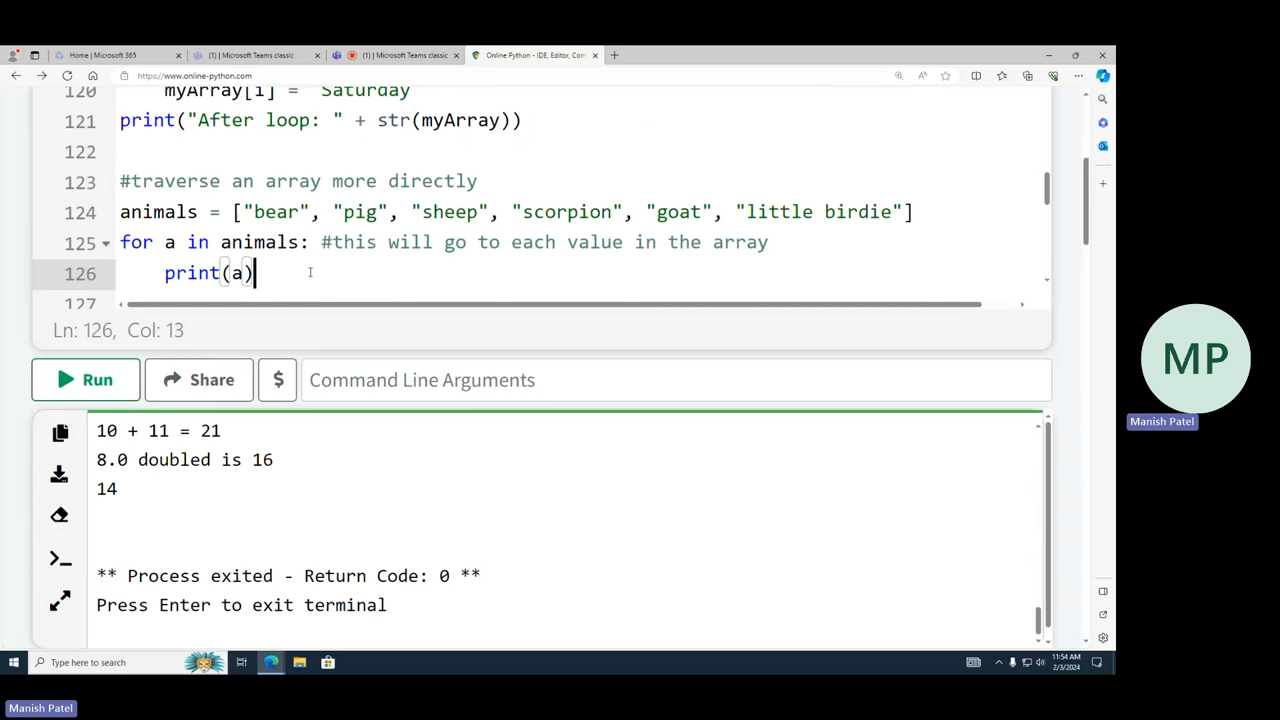 Home | Microsoft 365
(1) | Microsoft Teams classic
(1) | Microsoft Teams classic
Online Python - IDE, Editor, Com
https://www.online-python.com
120 myArray[i] = "Saturday"
121 print("After loop: " + str(myArray))
122
123 #traverse an array more directly
124 animals = ["bear", "pig", "sheep", "scorpion", "goat", "little birdie"]
125 for a in animals: #this will go to each value in the array
126 print(a)
127
Ln: 126, Col: 13
Run
Share
$
Command Line Arguments
10 + 11 = 21
8.0 doubled is 16
14
** Process exited - Return Code: 0 **
Press Enter to exit terminal
MP
Manish Patel
Type here to search
11:54 AM
2/3/2024
Manish Patel